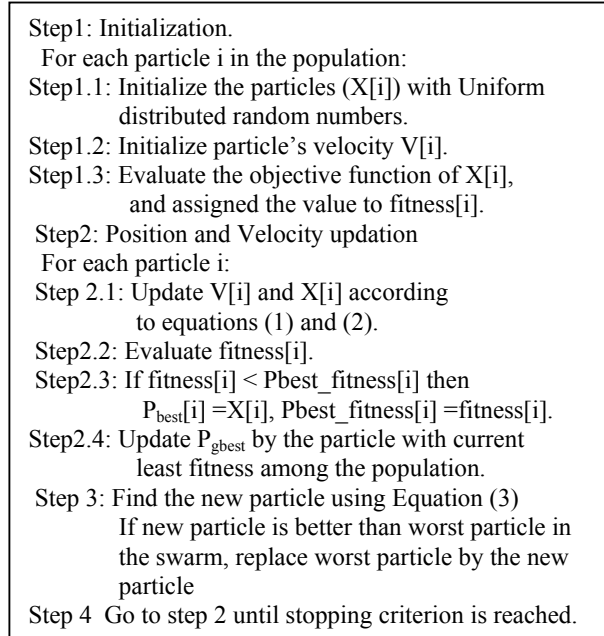 Step1: Initialization.
For each particle i in the population:
Step1.1: Initialize the particles (X[i]) with Uniform
distributed random numbers.
Step1.2: Initialize particle's velocity V[i].
Step1.3: Evaluate the objective function of X[i],
and assigned the value to fitness[i].
Step2: Position and Velocity updation
For each particle i:
Step 2.1: Update V[i] and X[i] according
to equations (1) and (2).
Step2.2: Evaluate fitness[i].
Step2.3: If fitness[i] < Pbest_fitness[i] then
Pbest[i] =X[i], Pbest_fitness[i] =fitness[i].
Step2.4: Update Pgbest by the particle with current
least fitness among the population.
Step 3: Find the new particle using Equation (3)
If new particle is better than worst particle in
the swarm, replace worst particle by the new
particle
Step 4 Go to step 2 until stopping criterion is reached.